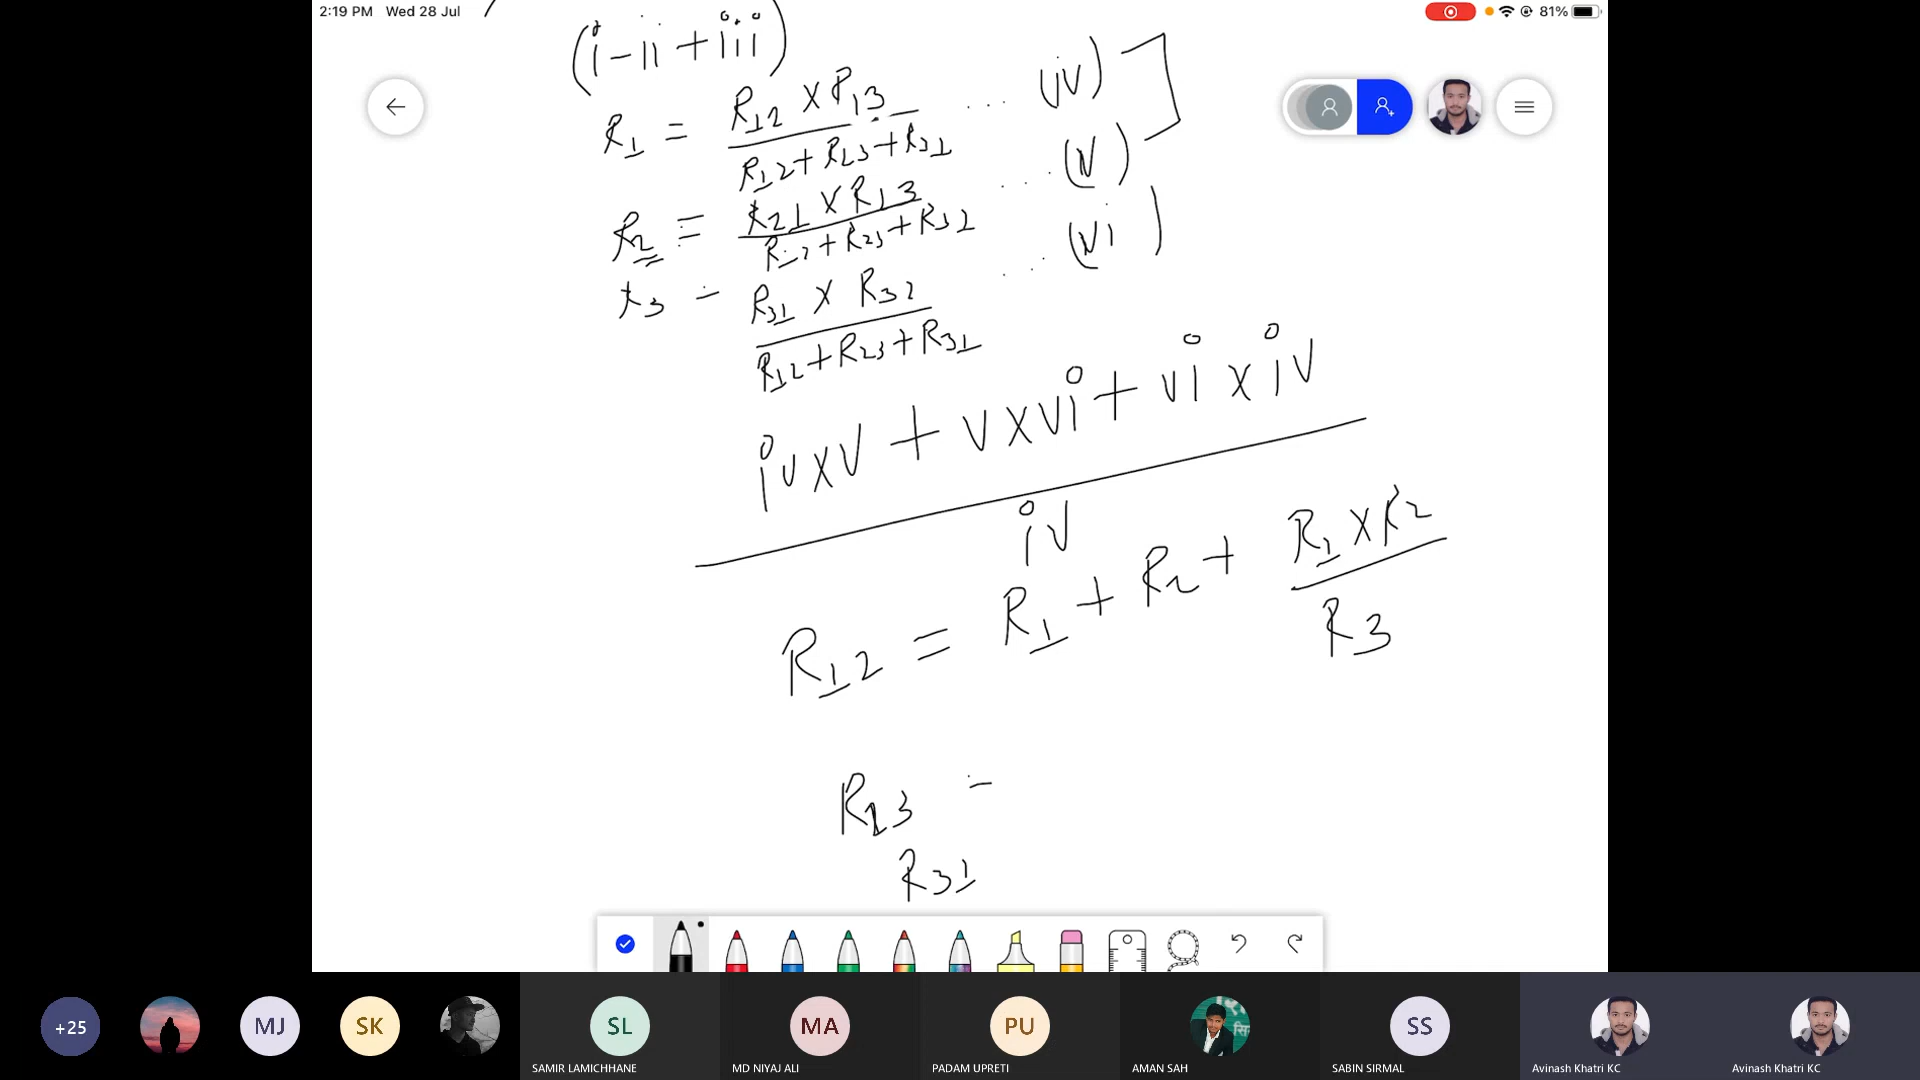 2:19 PM Wed 28 Jul
81%
(i - ii + iii)
R1 = R12 X R13 / R12 + R23 + R31 ... (iv)
R2 = R21 X R23 / R12 + R23 + R31 .... (v)
R3 = R31 X R32 / R12 + R23 + R31 .... (vi)
iv x v + v x vi + vi x iv
iv
R12 = R1 + R2 + R1 X R2 / R3
R23 =
R31
+25
MJ
SK
SL
MA
PU
SS
SAMIR LAMICHHANE
MD NIYAJ ALI
PADAM UPRETI
AMAN SAH
SABIN SIRMAL
Avinash Khatri KC
Avinash Khatri KC